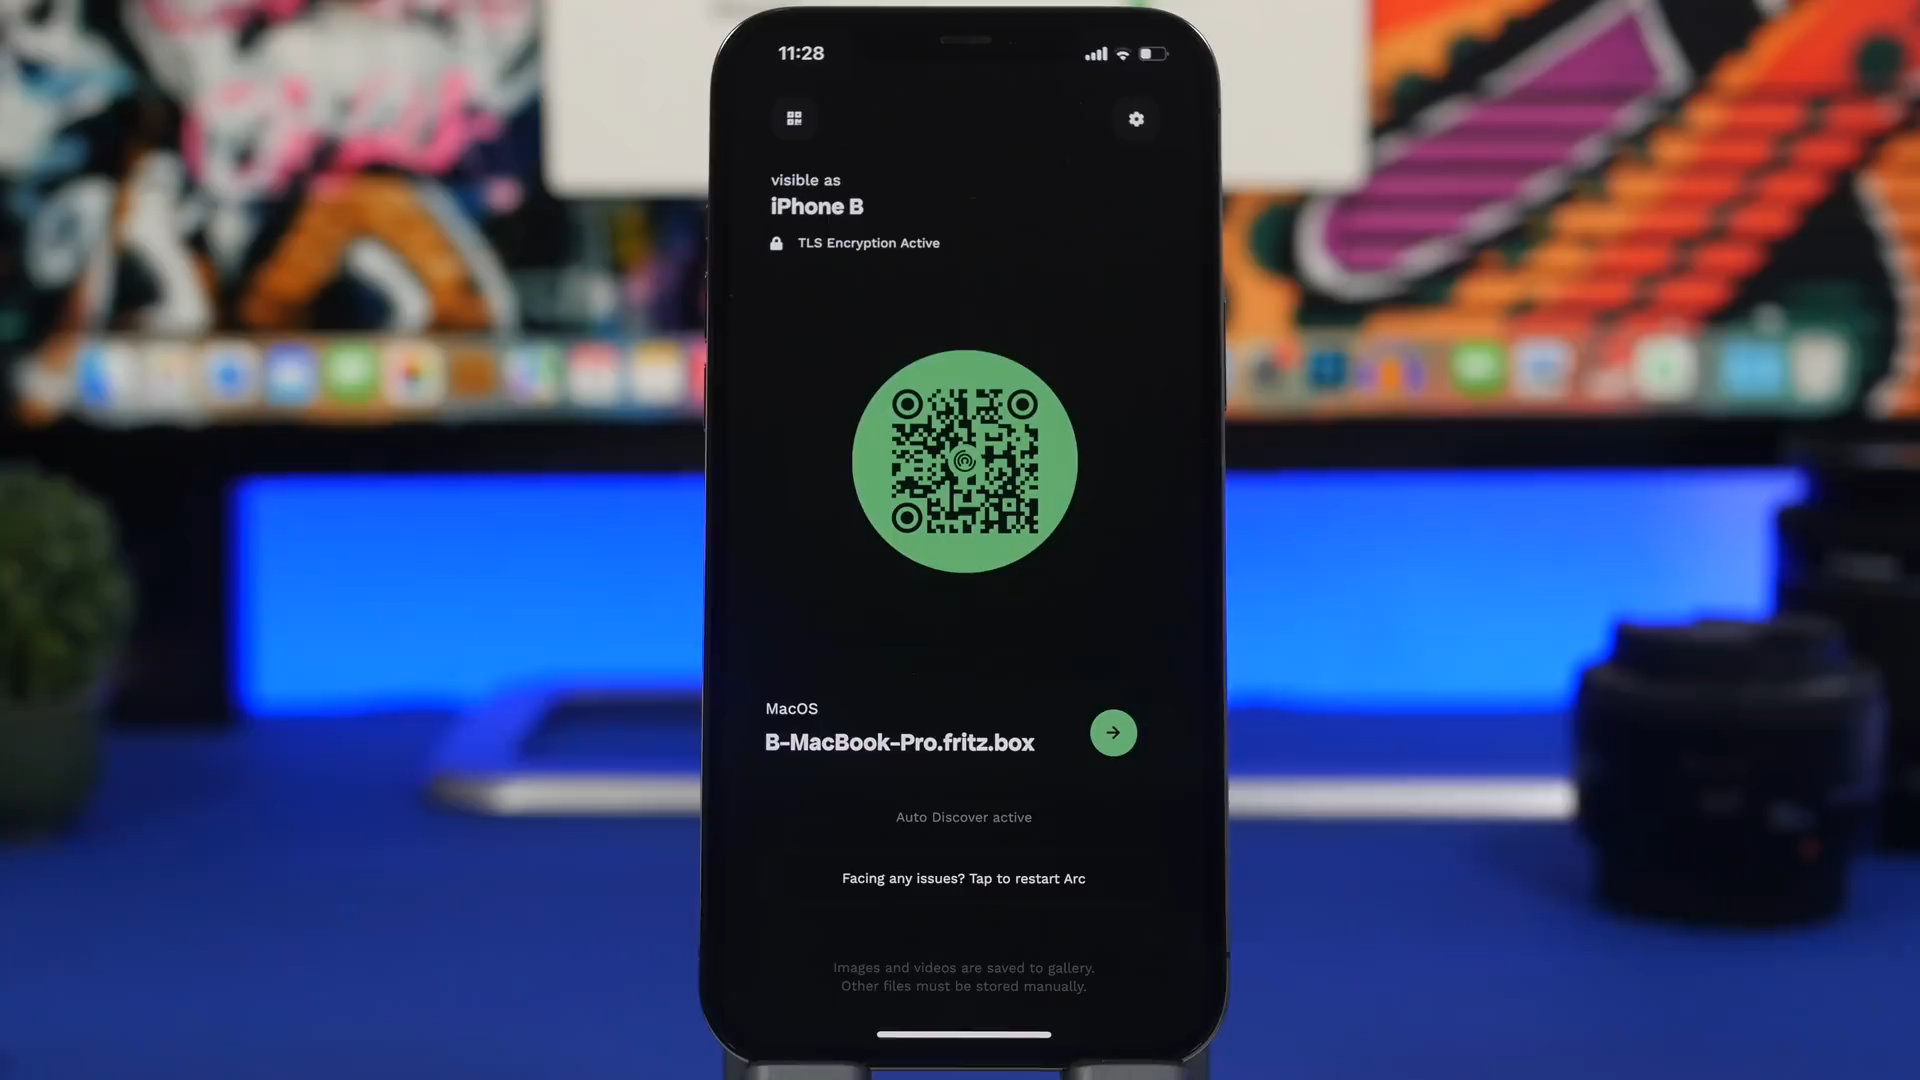 11:28
visible as
iPhone B
TLS Encryption Active
MacOS
B-MacBook-Pro.fritz.box
Auto Discover active
Facing any issues? Tap to restart Arc
Images and videos are saved to gallery.
Other files must be stored manually.